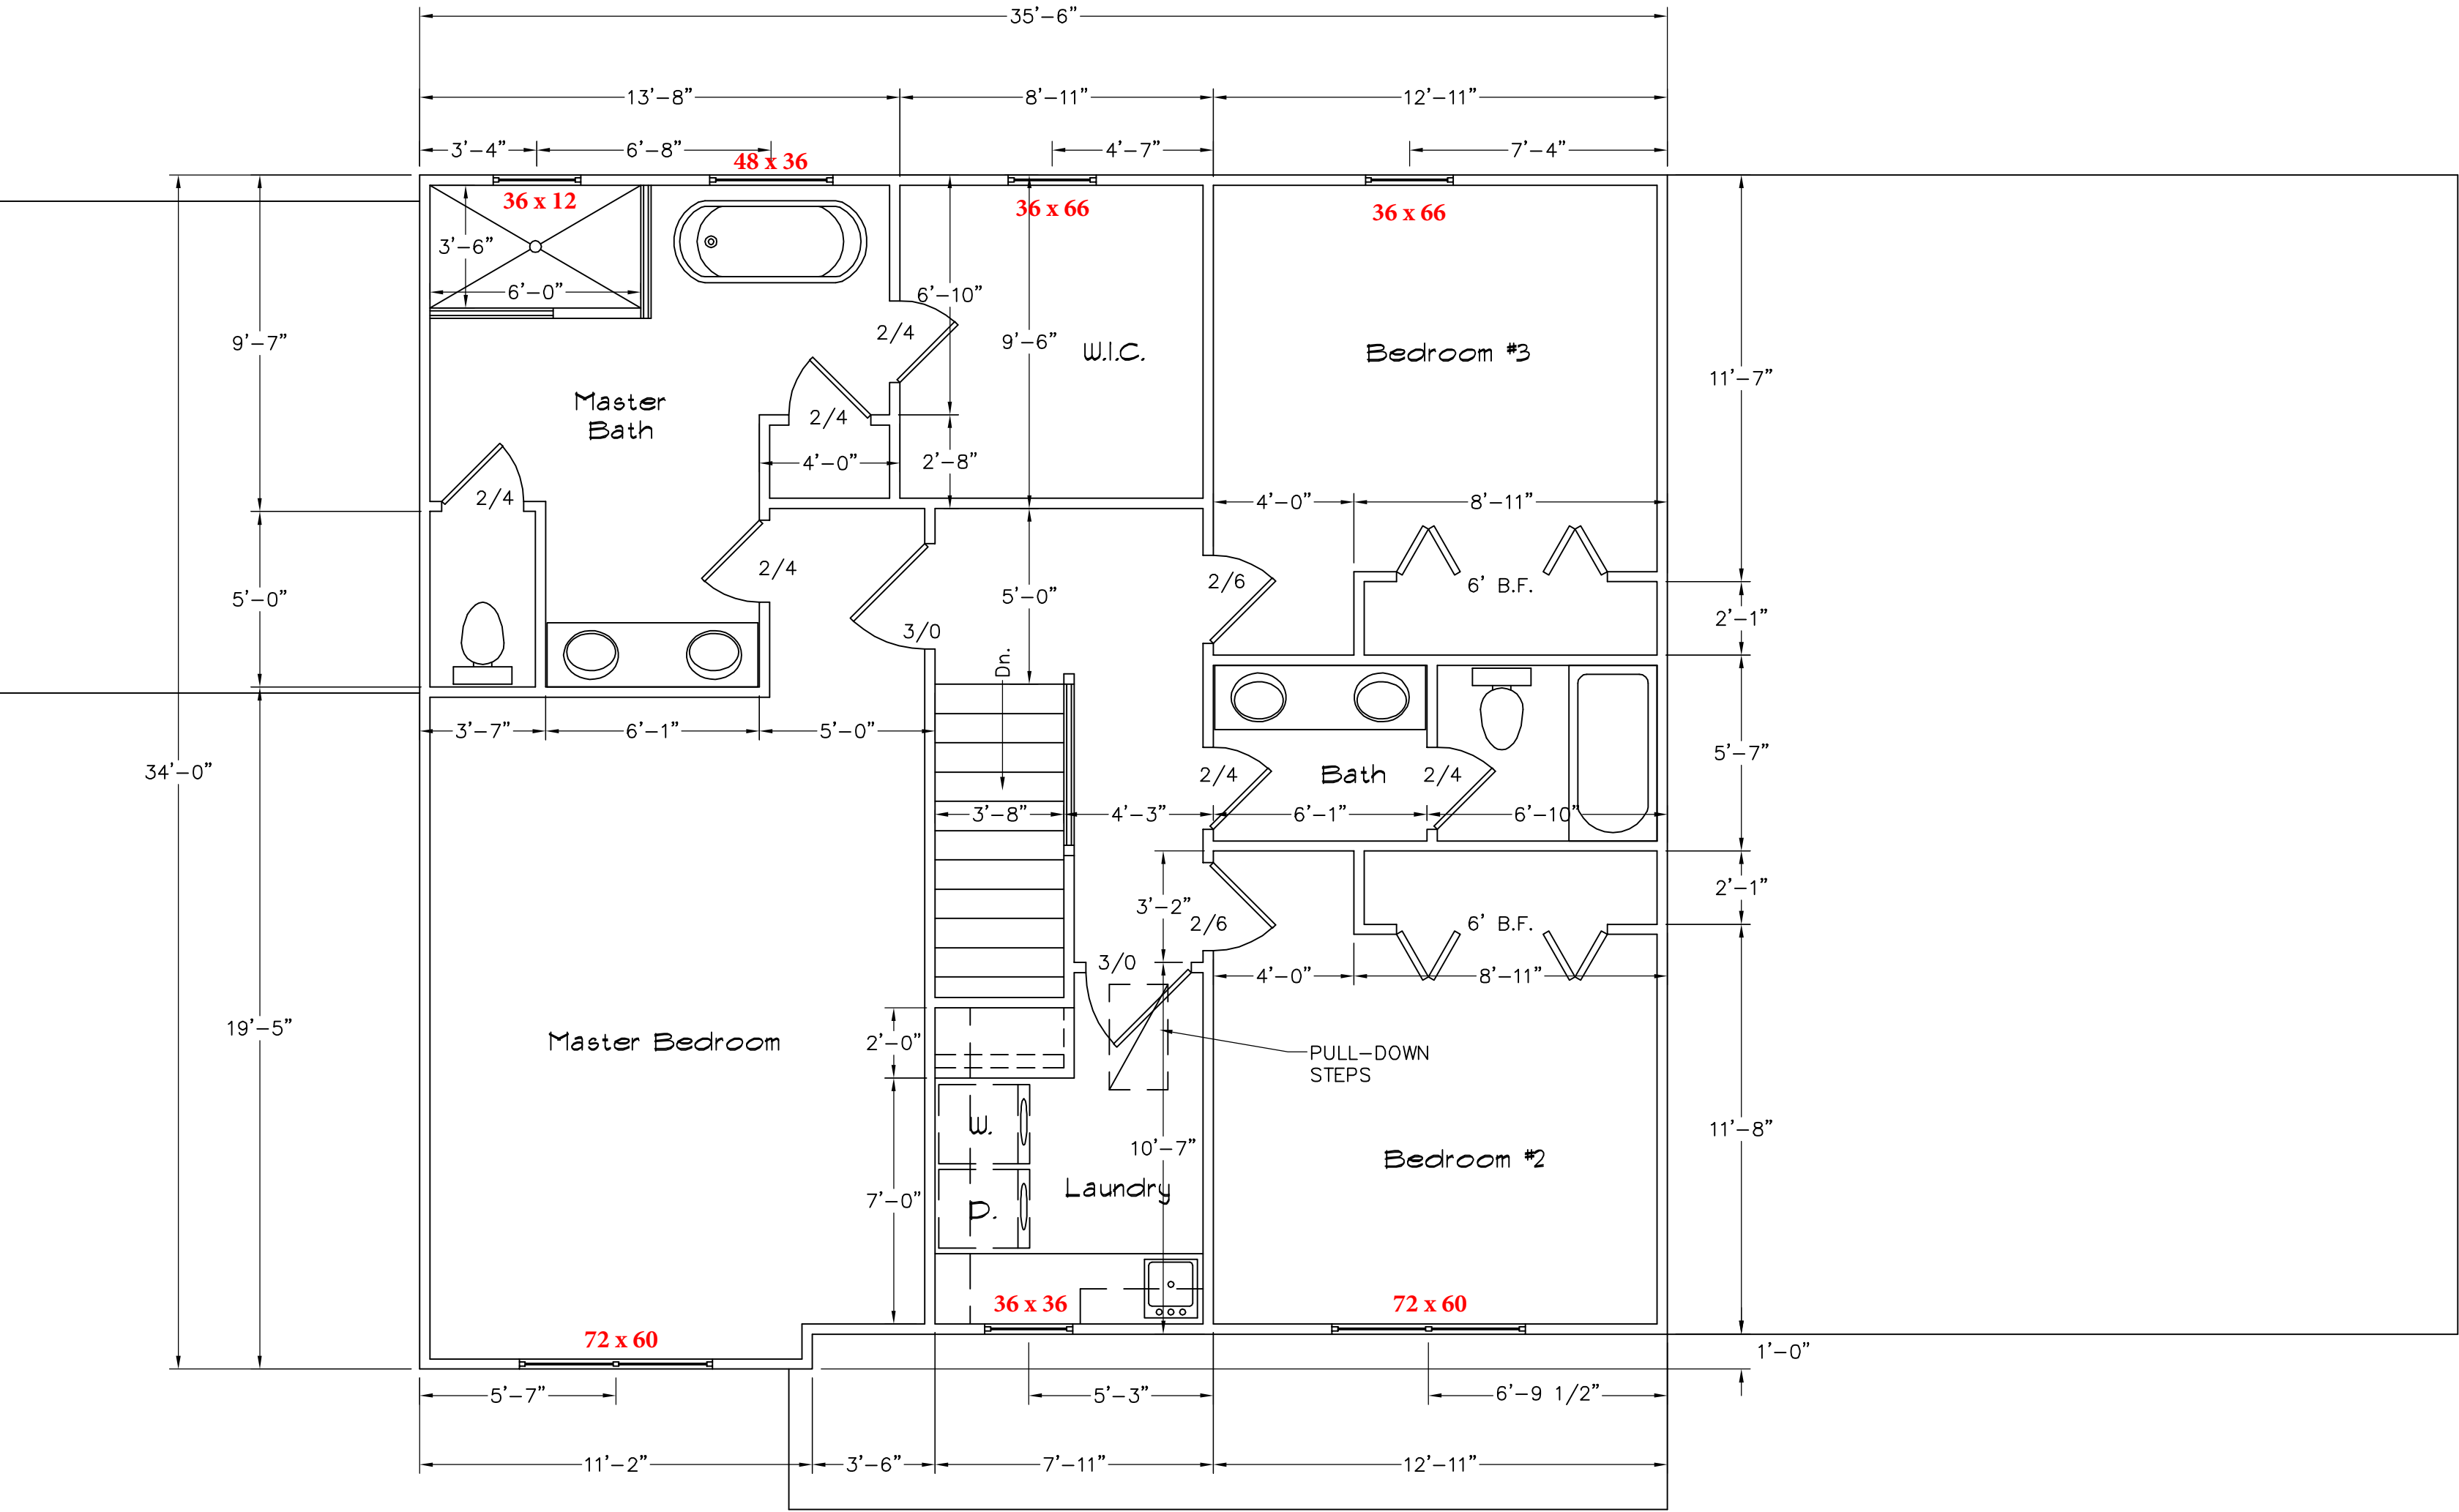 35'-6"
13'-8" 8'-11" 12'-11"
3'-4" 6'-8" 4'-7" 7'-4"
48 x 36
36 x 12 36 x 66 36 x 66
3'-6"
6'-0" 6'-10"
2/4
9'-7" 9'-6" W.I.C. Bedroom #3
11'-7"
Master
Bath
2/4
4'-0" 2'-8"
2/4 4'-0" 8'-11"
2/4 2/6 6' B.F.
5'-0" 5'-0"
2'-1"
3/0
Dn.
3'-7" 6'-1" 5'-0"
5'-7"
34'-0" 2/4 Bath 2/4
3'-8" 4'-3" 6'-1" 6'-10"
2'-1"
3'-2"
2/6 6' B.F.
3/0 4'-0" 8'-11"
19'-5"
Master Bedroom 2'-0"
PULL-DOWN
STEPS
W. 11'-8"
10'-7"
Bedroom #2
Laundry
7'-0"
D.
36 x 36 72 x 60
72 x 60
1'-0"
5'-7" 5'-3" 6'-9 1/2"
11'-2" 3'-6" 7'-11" 12'-11"